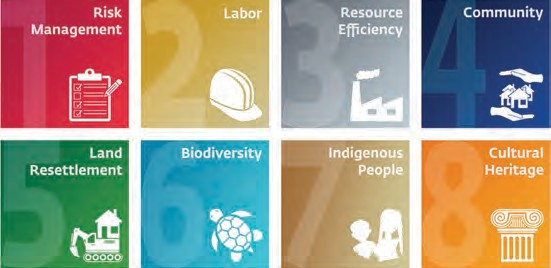 1
Risk
Management
2
Labor
3
Resource
Efficiency
4
Community
5
Land
Resettlement
6
Biodiversity
7
Indigenous
People
8
Cultural
Heritage